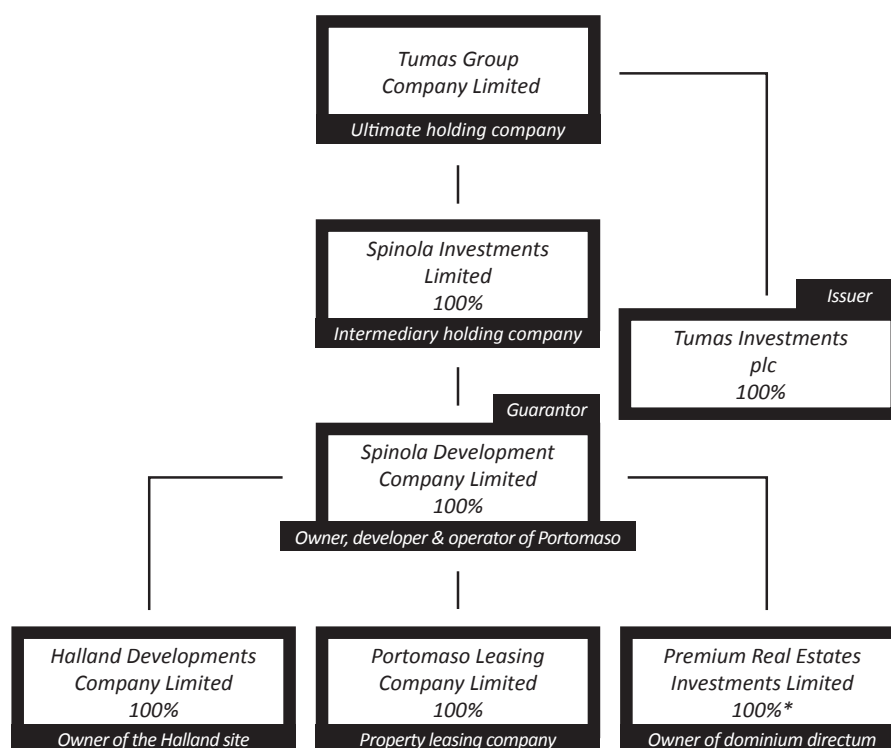 Tumas Group
Company Limited
Ultimate holding company
Spinola Investments
Limited
100%
Intermediary holding company
Issuer
Tumas Investments
plc
100%
Guarantor
Spinola Development
Company Limited
100%
Owner, developer & operator of Portomaso
Halland Developments
Company Limited
100%
Owner of the Halland site
Portomaso Leasing
Company Limited
100%
Property leasing company
Premium Real Estates
Investments Limited
100%*
Owner of dominium directum